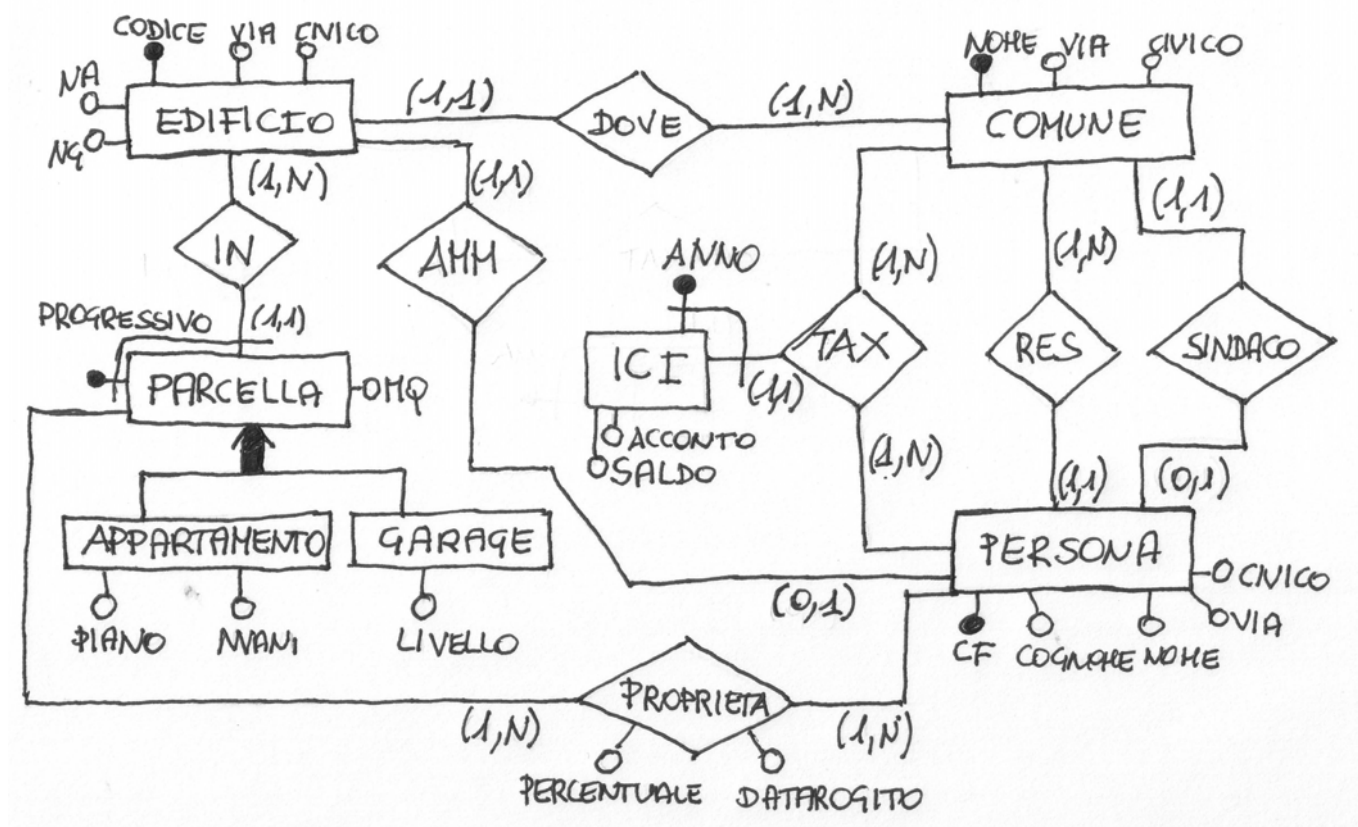 CODICE VIA CIVICO
NOME VIA CIVICO
NA
NG
EDIFICIO
(1,1)
DOVE
(1,N)
COMUNE
(1,N)
(1,1)
(1,1)
IN
AMM
ANNO
(1,N)
(1,N)
PROGRESSIVO
(1,1)
ICI
TAX
RES
SINDACO
PARCELLA
MQ
(1,1)
ACCONTO
SALDO
(1,N)
(1,1)
(0,1)
APPARTAMENTO
GARAGE
PERSONA
CIVICO
VIA
PIANO
NVANI
LIVELLO
(0,1)
CF COGNOME NOME
PROPRIETA
(1,N)
(1,N)
PERCENTUALE DATAROGITO